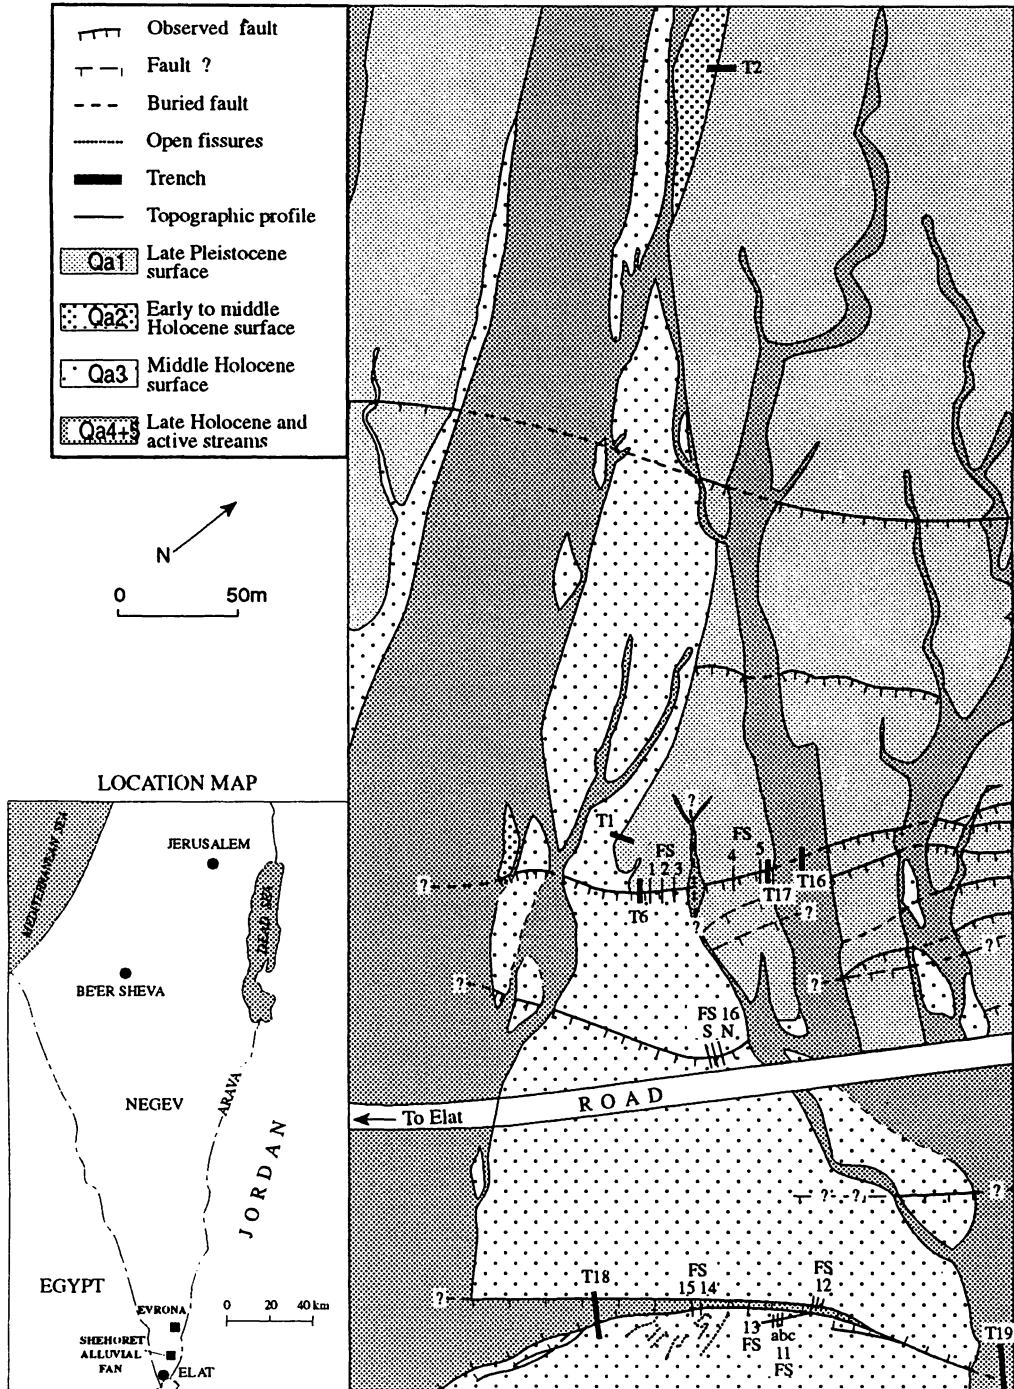 Observed fault
Fault ?
Buried fault
Open fissures
Trench
Topographic profile
Qa1 Late Pleistocene
surface
Qa2 Early to middle
Holocene surface
Qa3 Middle Holocene
surface
Qa4+5 Late Holocene and
active streams
N
0 50m
LOCATION MAP
MEDITERRANEAN SEA
JERUSALEM
DEAD SEA
BE'ER SHEVA
NEGEV
ARAVA
JORDAN
EGYPT
EVRONA
0 20 40 km
SHEHORET
ALLUVIAL
FAN
ELAT
T2
?
T1
FS
1 2 3
FS
4 5
?
T6
T17
T16
?
?
?
?
?
FS 16
S N
ROAD
To Elat
? ?
?
T18
FS
15 14
FS
12
?
13
FS
abc
11
FS
T19